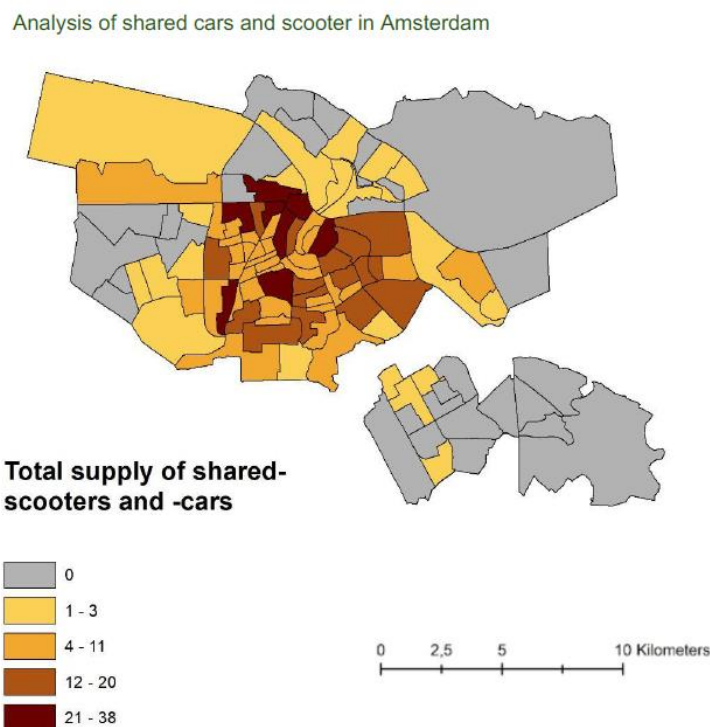 Analysis of shared cars and scooter in Amsterdam
Total supply of shared-
scooters and -cars
0
1 - 3
4 - 11
12 - 20
21 - 38
0 2,5 5 10 Kilometers